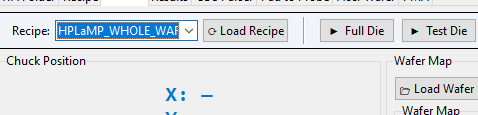 Recipe: HPLaMP_WHOLE_WAF Load Recipe Full Die Test Die
Chuck Position
Wafer Map
X: –
Load Wafer
Wafer Map